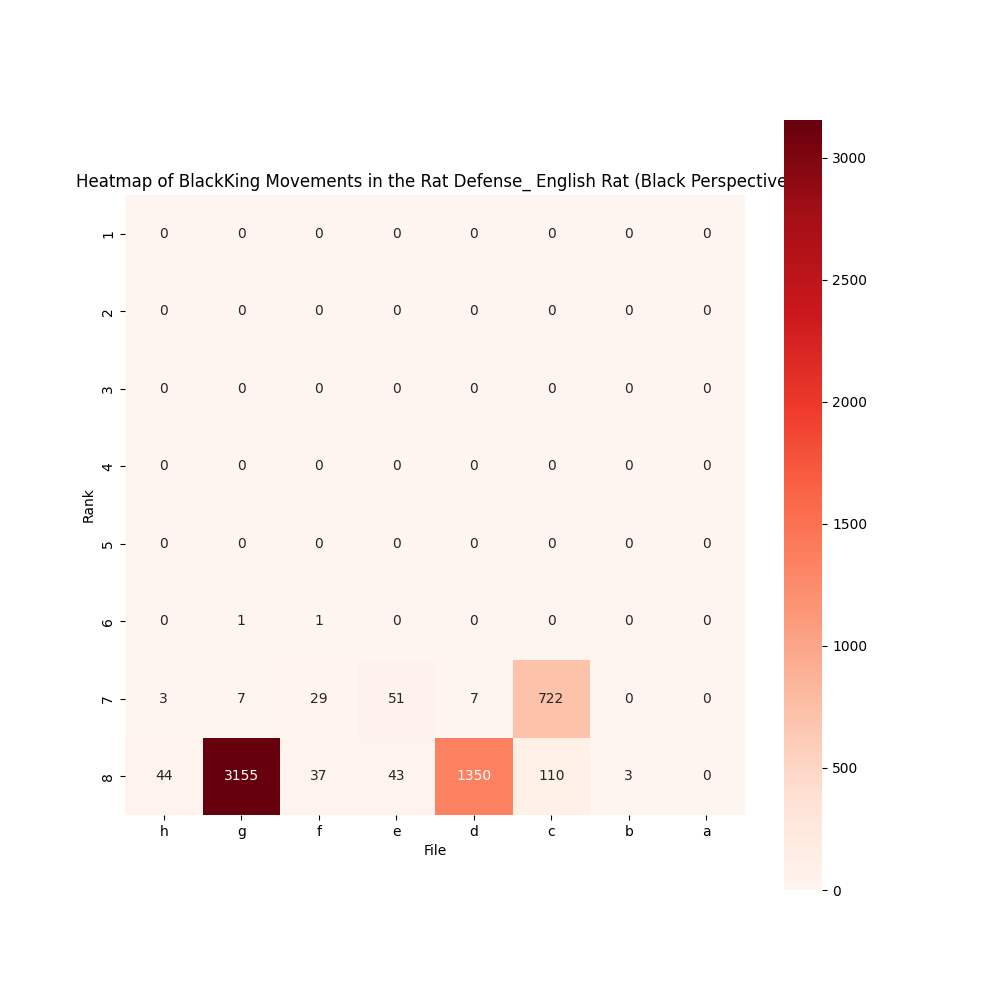 Heatmap of BlackKing Movements in the Rat Defense_ English Rat (Black Perspective
3000
1 0 0 0 0 0 0 0 0
2500
2 0 0 0 0 0 0 0 0
3 0 0 0 0 0 0 0 0
2000
4 0 0 0 0 0 0 0 0
Rank
1500
5 0 0 0 0 0 0 0 0
6 0 1 1 0 0 0 0 0
1000
7 3 7 29 51 7 722 0 0
500
8 44 3155 37 43 1350 110 3 0
h g f e d c b a
File
0